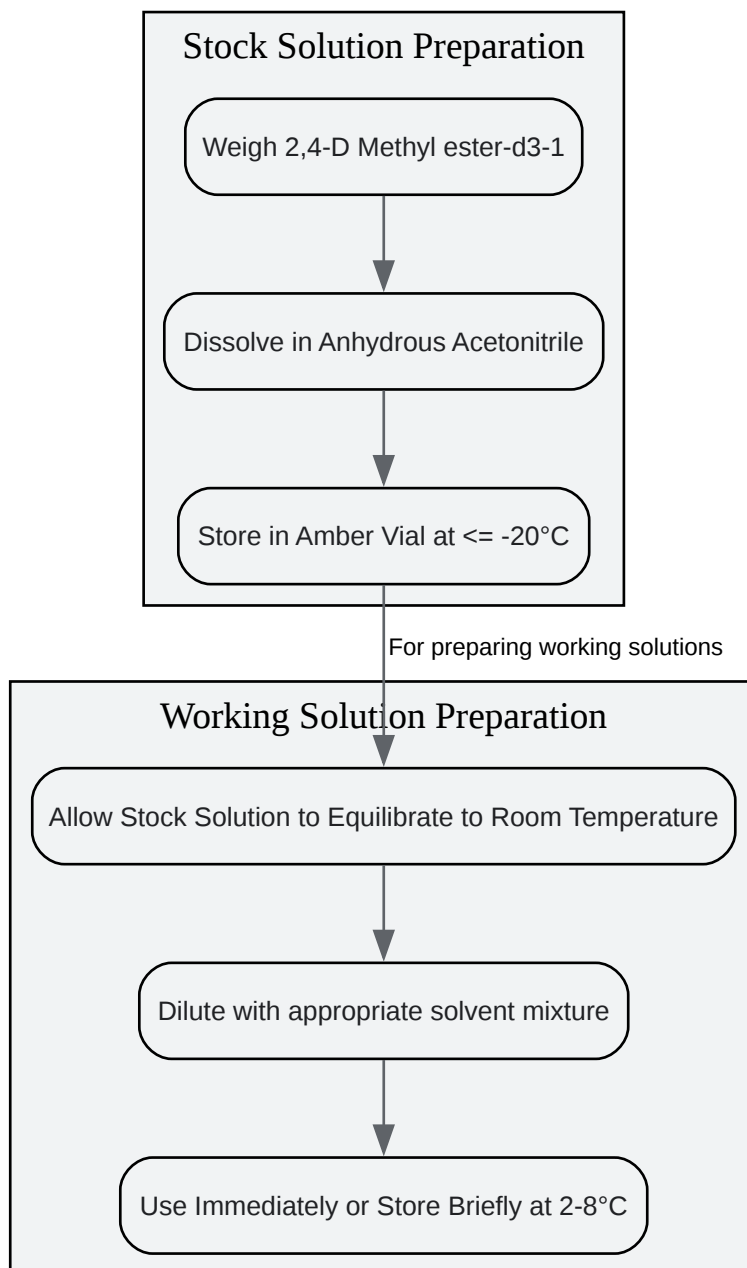 Stock Solution Preparation
Weigh 2,4-D Methyl ester-d3-1
Dissolve in Anhydrous Acetonitrile
Store in Amber Vial at <= -20°C
For preparing working solutions
Working Solution Preparation
Allow Stock Solution to Equilibrate to Room Temperature
Dilute with appropriate solvent mixture
Use Immediately or Store Briefly at 2-8°C